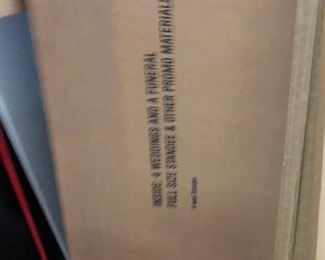 INSIDE: 4 WEDDINGS AND A FUNERAL
FULL SIZE STANDEE & OTHER PROMO MATERIALS